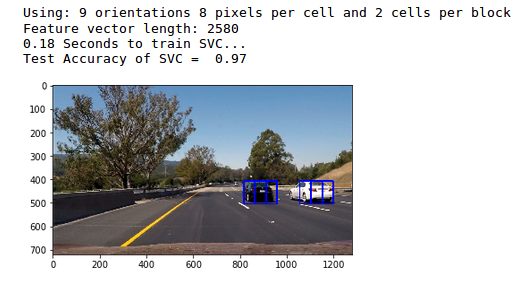 Using: 9 orientations 8 pixels per cell and 2 cells per block
Feature vector length: 2580
0.18 Seconds to train SVC...
Test Accuracy of SVC =  0.97
0
100
200
300
400
500
600
700
0 200 400 600 800 1000 1200